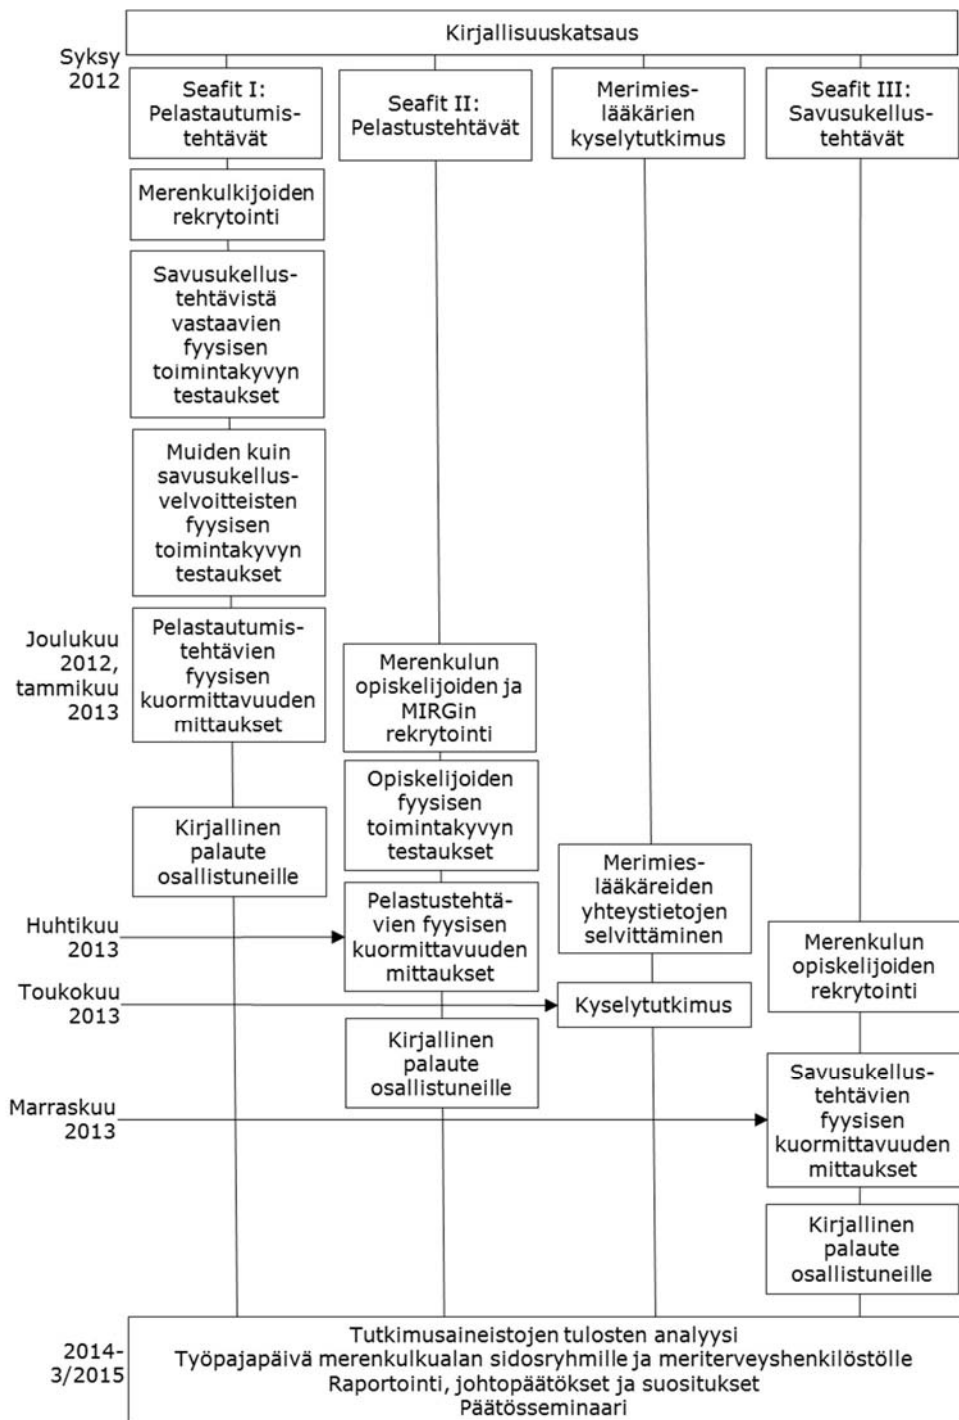 Kirjallisuuskatsaus
Syksy
2012
Seafit I:
Pelastautumis-
tehtävät
Seafit II:
Pelastustehtävät
Merimies-
lääkärien
kyselytutkimus
Seafit III:
Savusukellus-
tehtävät
Merenkulkijoiden
rekrytointi
Savusukellus-
tehtävistä
vastaavien
fyysisen
toimintakyvyn
testaukset
Muiden kuin
savusukellus-
velvoitteisten
fyysisen
toimintakyvyn
testaukset
Joulukuu
2012,
tammikuu
2013
Pelastautumis-
tehtävien
fyysisen
kuormittavuuden
mittaukset
Merenkulun
opiskelijoiden ja
MIRGin
rekrytointi
Opiskelijoiden
fyysisen
toimintakyvyn
testaukset
Kirjallinen
palaute
osallistuneille
Merimies-
lääkäreiden
yhteystietojen
selvittäminen
Huhtikuu
2013
Pelastustehtä-
vien fyysisen
kuormittavuuden
mittaukset
Merenkulun
opiskelijoiden
rekrytointi
Toukokuu
2013
Kyselytutkimus
Kirjallinen
palaute
osallistuneille
Marraskuu
2013
Savusukellus-
tehtävien
fyysisen
kuormittavuuden
mittaukset
Kirjallinen
palaute
osallistuneille
2014-
3/2015
Tutkimusaineistojen tulosten analyysi
Työpajapäivä merenkulkualan sidosryhmille ja meriterveyshenkilöstölle
Raportointi, johtopäätökset ja suositukset
Päätösseminaari